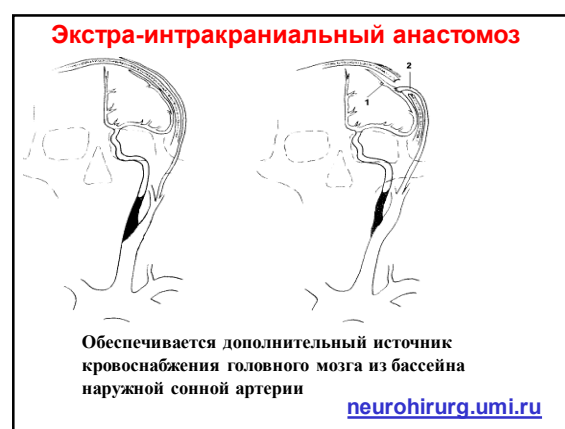 Экстра-интракраниальный анастомоз
2
1
Обеспечивается дополнительный источник
кровоснабжения головного мозга из бассейна
наружной сонной артерии
neurohirurg.umi.ru